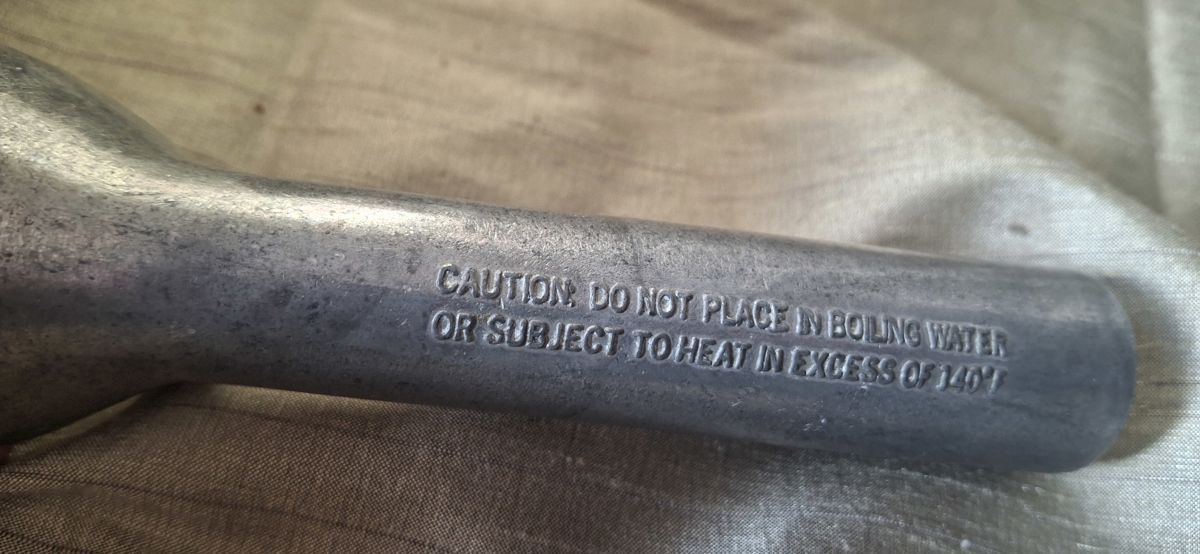 CAUTION: DO NOT PLACE IN BOILING WATER
OR SUBJECT TO HEAT IN EXCESS OF 140°F